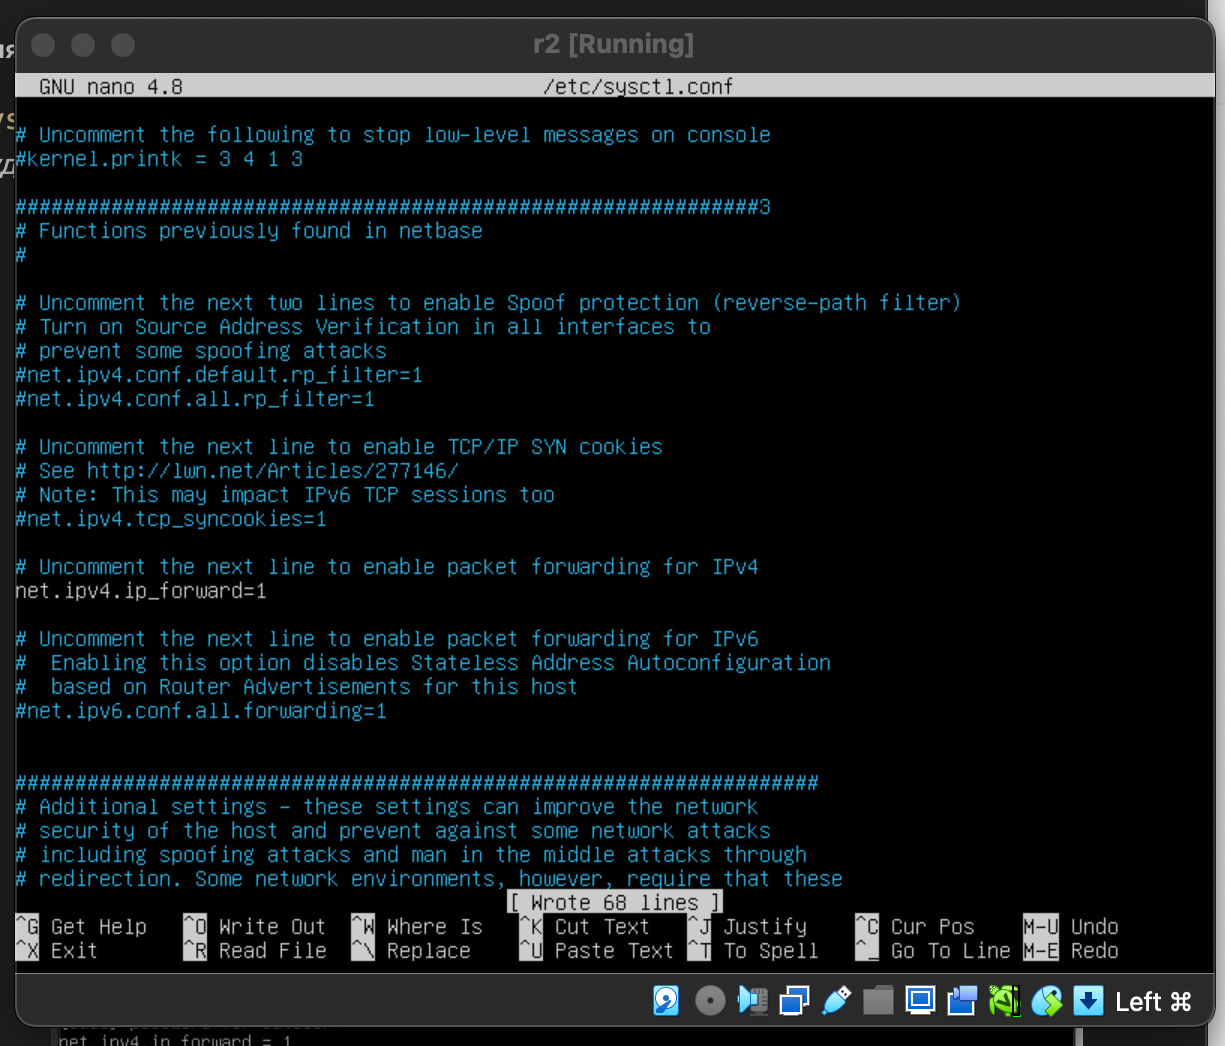 r2 [Running]
GNU nano 4.8 /etc/sysctl.conf
# Uncomment the following to stop low-level messages on console
#kernel.printk = 3 4 1 3
##############################################################3
# Functions previously found in netbase
#
# Uncomment the next two lines to enable Spoof protection (reverse-path filter)
# Turn on Source Address Verification in all interfaces to
# prevent some spoofing attacks
#net.ipv4.conf.default.rp_filter=1
#net.ipv4.conf.all.rp_filter=1
# Uncomment the next line to enable TCP/IP SYN cookies
# See http://lwn.net/Articles/277146/
# Note: This may impact IPv6 TCP sessions too
#net.ipv4.tcp_syncookies=1
# Uncomment the next line to enable packet forwarding for IPv4
net.ipv4.ip_forward=1
# Uncomment the next line to enable packet forwarding for IPv6
#  Enabling this option disables Stateless Address Autoconfiguration
#  based on Router Advertisements for this host
#net.ipv6.conf.all.forwarding=1
###################################################################
# Additional settings - these settings can improve the network
# security of the host and prevent against some network attacks
# including spoofing attacks and man in the middle attacks through
# redirection. Some network environments, however, require that these
[ Wrote 68 lines ]
^G Get Help ^O Write Out ^W Where Is ^K Cut Text ^J Justify ^C Cur Pos M-U Undo
^X Exit ^R Read File ^\ Replace ^U Paste Text ^T To Spell ^_ Go To Line M-E Redo
Left ⌘
net.ipv4.ip_forward = 1